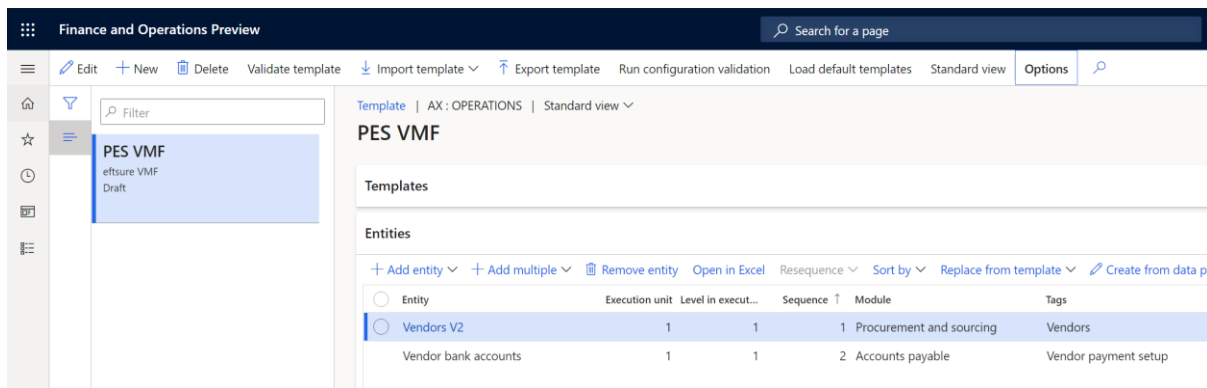 Finance and Operations Preview
Search for a page
Edit New Delete Validate template Import template Export template Run configuration validation Load default templates Standard view Options
Filter
PES VMF
eftsure VMF
Draft
Template | AX : OPERATIONS | Standard view
PES VMF
Templates
Entities
Add entity Add multiple Remove entity Open in Excel Resequence Sort by Replace from template Create from data p
Entity Execution unit Level in execut... Sequence ↑ Module Tags
Vendors V2 1 1 1 Procurement and sourcing Vendors
Vendor bank accounts 1 1 2 Accounts payable Vendor payment setup